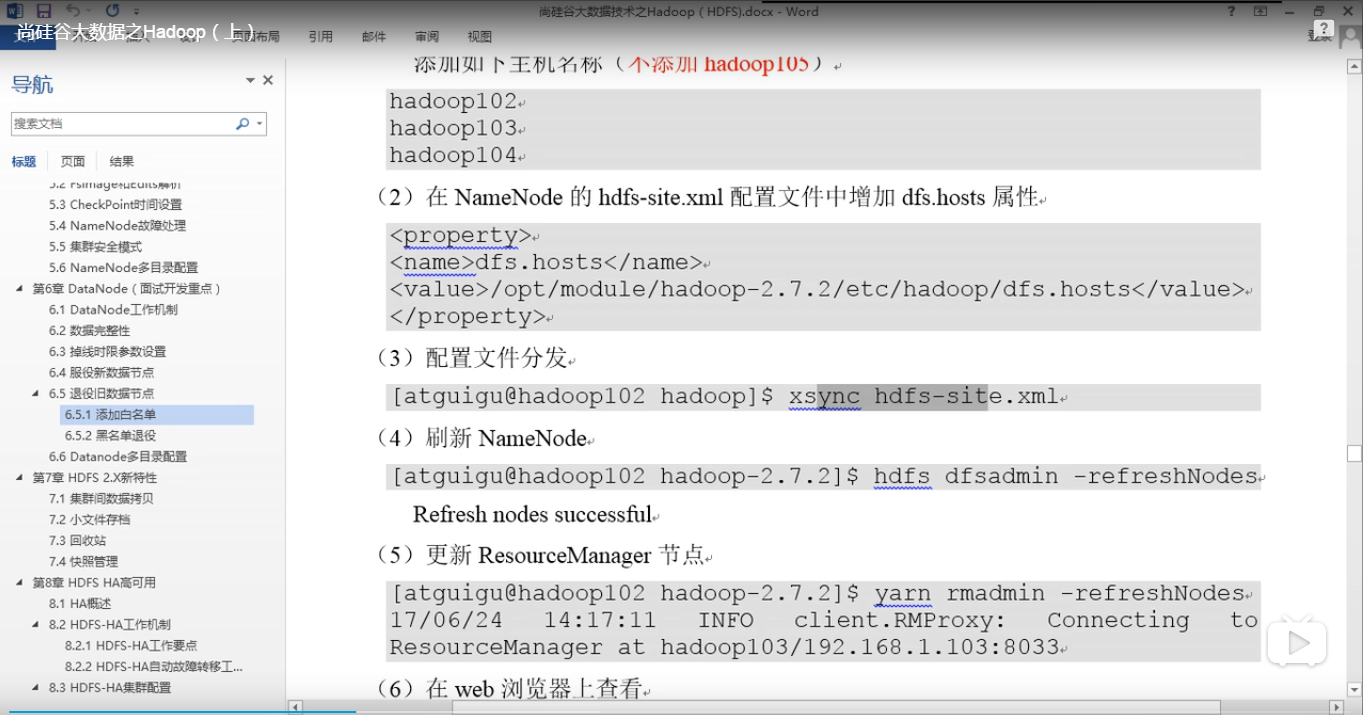 尚硅谷大数据技术之Hadoop（HDFS).docx - Word
尚硅谷大数据之Hadoop（上）
页面布局 引用 邮件 审阅 视图
登录
导航
搜索文档
标题 页面 结果
5.2 Fsimage和Edits解析
5.3 CheckPoint时间设置
5.4 NameNode故障处理
5.5 集群安全模式
5.6 NameNode多目录配置
第6章 DataNode（面试开发重点）
6.1 DataNode工作机制
6.2 数据完整性
6.3 掉线时限参数设置
6.4 服役新数据节点
6.5 退役旧数据节点
6.5.1 添加白名单
6.5.2 黑名单退役
6.6 Datanode多目录配置
第7章 HDFS 2.X新特性
7.1 集群间数据拷贝
7.2 小文件存档
7.3 回收站
7.4 快照管理
第8章 HDFS HA高可用
8.1 HA概述
8.2 HDFS-HA工作机制
8.2.1 HDFS-HA工作要点
8.2.2 HDFS-HA自动故障转移工...
8.3 HDFS-HA集群配置
添加如下主机名称（不添加 hadoop105）
hadoop102
hadoop103
hadoop104
（2）在 NameNode 的 hdfs-site.xml 配置文件中增加 dfs.hosts 属性
<property>
<name>dfs.hosts</name>
<value>/opt/module/hadoop-2.7.2/etc/hadoop/dfs.hosts</value>
</property>
（3）配置文件分发
[atguigu@hadoop102 hadoop]$ xsync hdfs-site.xml
（4）刷新 NameNode
[atguigu@hadoop102 hadoop-2.7.2]$ hdfs dfsadmin -refreshNodes
Refresh nodes successful
（5）更新 ResourceManager 节点
[atguigu@hadoop102 hadoop-2.7.2]$ yarn rmadmin -refreshNodes
17/06/24 14:17:11 INFO client.RMProxy: Connecting to
ResourceManager at hadoop103/192.168.1.103:8033
（6）在 web 浏览器上查看